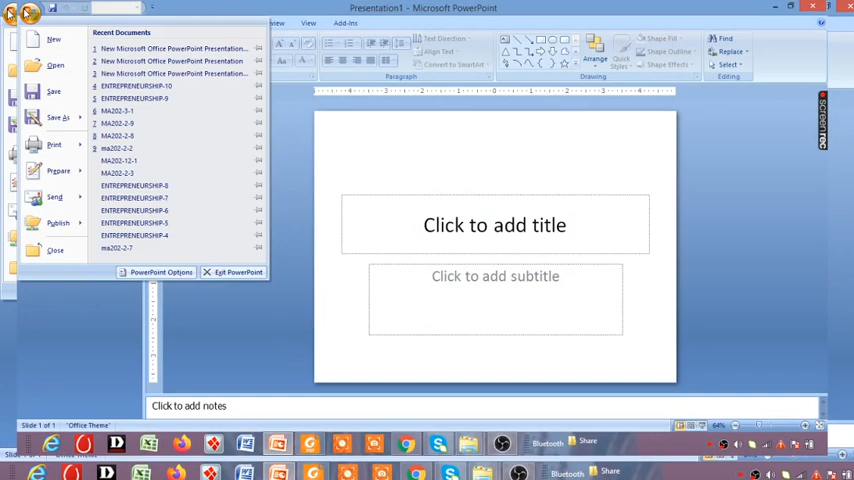 Presentation1 - Microsoft PowerPoint
View Add-Ins
New
Open
Save
Save As
Print
Prepare
Send
Publish
Close
Recent Documents
1 New Microsoft Office PowerPoint Presentation...
2 New Microsoft Office PowerPoint Presentation
3 New Microsoft Office PowerPoint Presentation...
4 ENTREPRENEURSHIP-10
5 ENTREPRENEURSHIP-9
6 MA202-3-1
7 MA202-2-9
8 MA202-2-8
9 ma202-2-2
MA202-12-1
MA202-2-3
ENTREPRENEURSHIP-8
ENTREPRENEURSHIP-7
ENTREPRENEURSHIP-6
ENTREPRENEURSHIP-5
ENTREPRENEURSHIP-4
ma202-2-7
PowerPoint Options Exit PowerPoint
Text Direction
Align Text
Convert to SmartArt
Paragraph
Arrange
Quick Styles
Shape Fill
Shape Outline
Shape Effects
Drawing
Find
Replace
Select
Editing
screenrec
Click to add title
Click to add subtitle
Click to add notes
Slide 1 of 1 "Office Theme" 64%
Bluetooth Share
Bluetooth Share